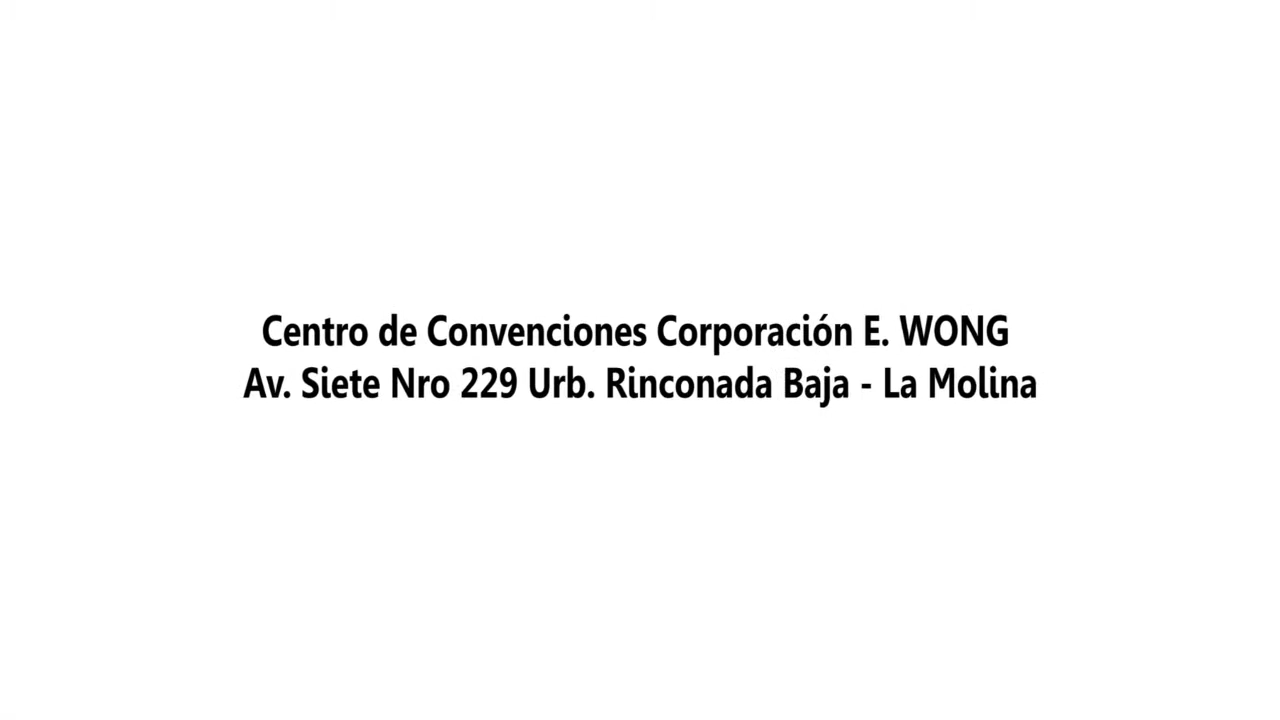 Centro de Convenciones Corporación E. WONG
Av. Siete Nro 229 Urb. Rinconada Baja - La Molina